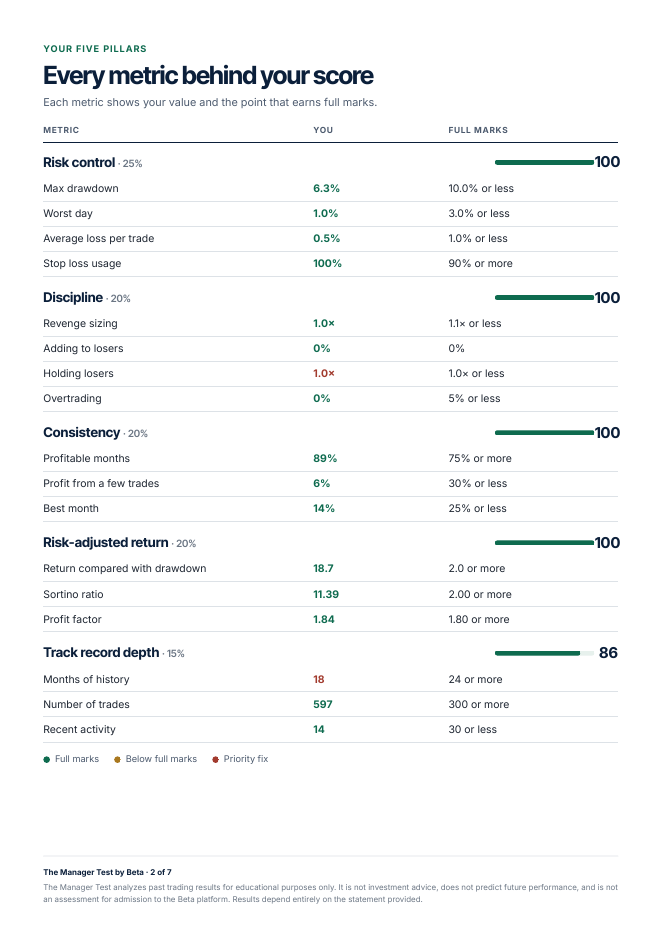 YOUR FIVE PILLARS
Every metric behind your score
Each metric shows your value and the point that earns full marks.
METRIC YOU FULL MARKS
Risk control · 25% 100
Max drawdown 6.3% 10.0% or less
Worst day 1.0% 3.0% or less
Average loss per trade 0.5% 1.0% or less
Stop loss usage 100% 90% or more
Discipline · 20% 100
Revenge sizing 1.0× 1.1× or less
Adding to losers 0% 0%
Holding losers 1.0× 1.0× or less
Overtrading 0% 5% or less
Consistency · 20% 100
Profitable months 89% 75% or more
Profit from a few trades 6% 30% or less
Best month 14% 25% or less
Risk-adjusted return · 20% 100
Return compared with drawdown 18.7 2.0 or more
Sortino ratio 11.39 2.00 or more
Profit factor 1.84 1.80 or more
Track record depth · 15% 86
Months of history 18 24 or more
Number of trades 597 300 or more
Recent activity 14 30 or less
Full marks Below full marks Priority fix
The Manager Test by Beta · 2 of 7
The Manager Test analyzes past trading results for educational purposes only. It is not investment advice, does not predict future performance, and is not
an assessment for admission to the Beta platform. Results depend entirely on the statement provided.